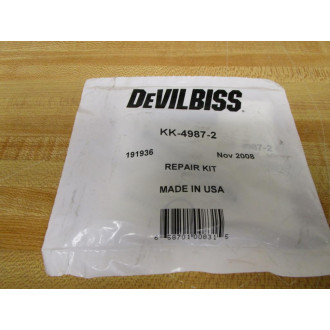 DeVILBISS
KK-4987-2
191936 Nov 2008
REPAIR KIT
MADE IN USA